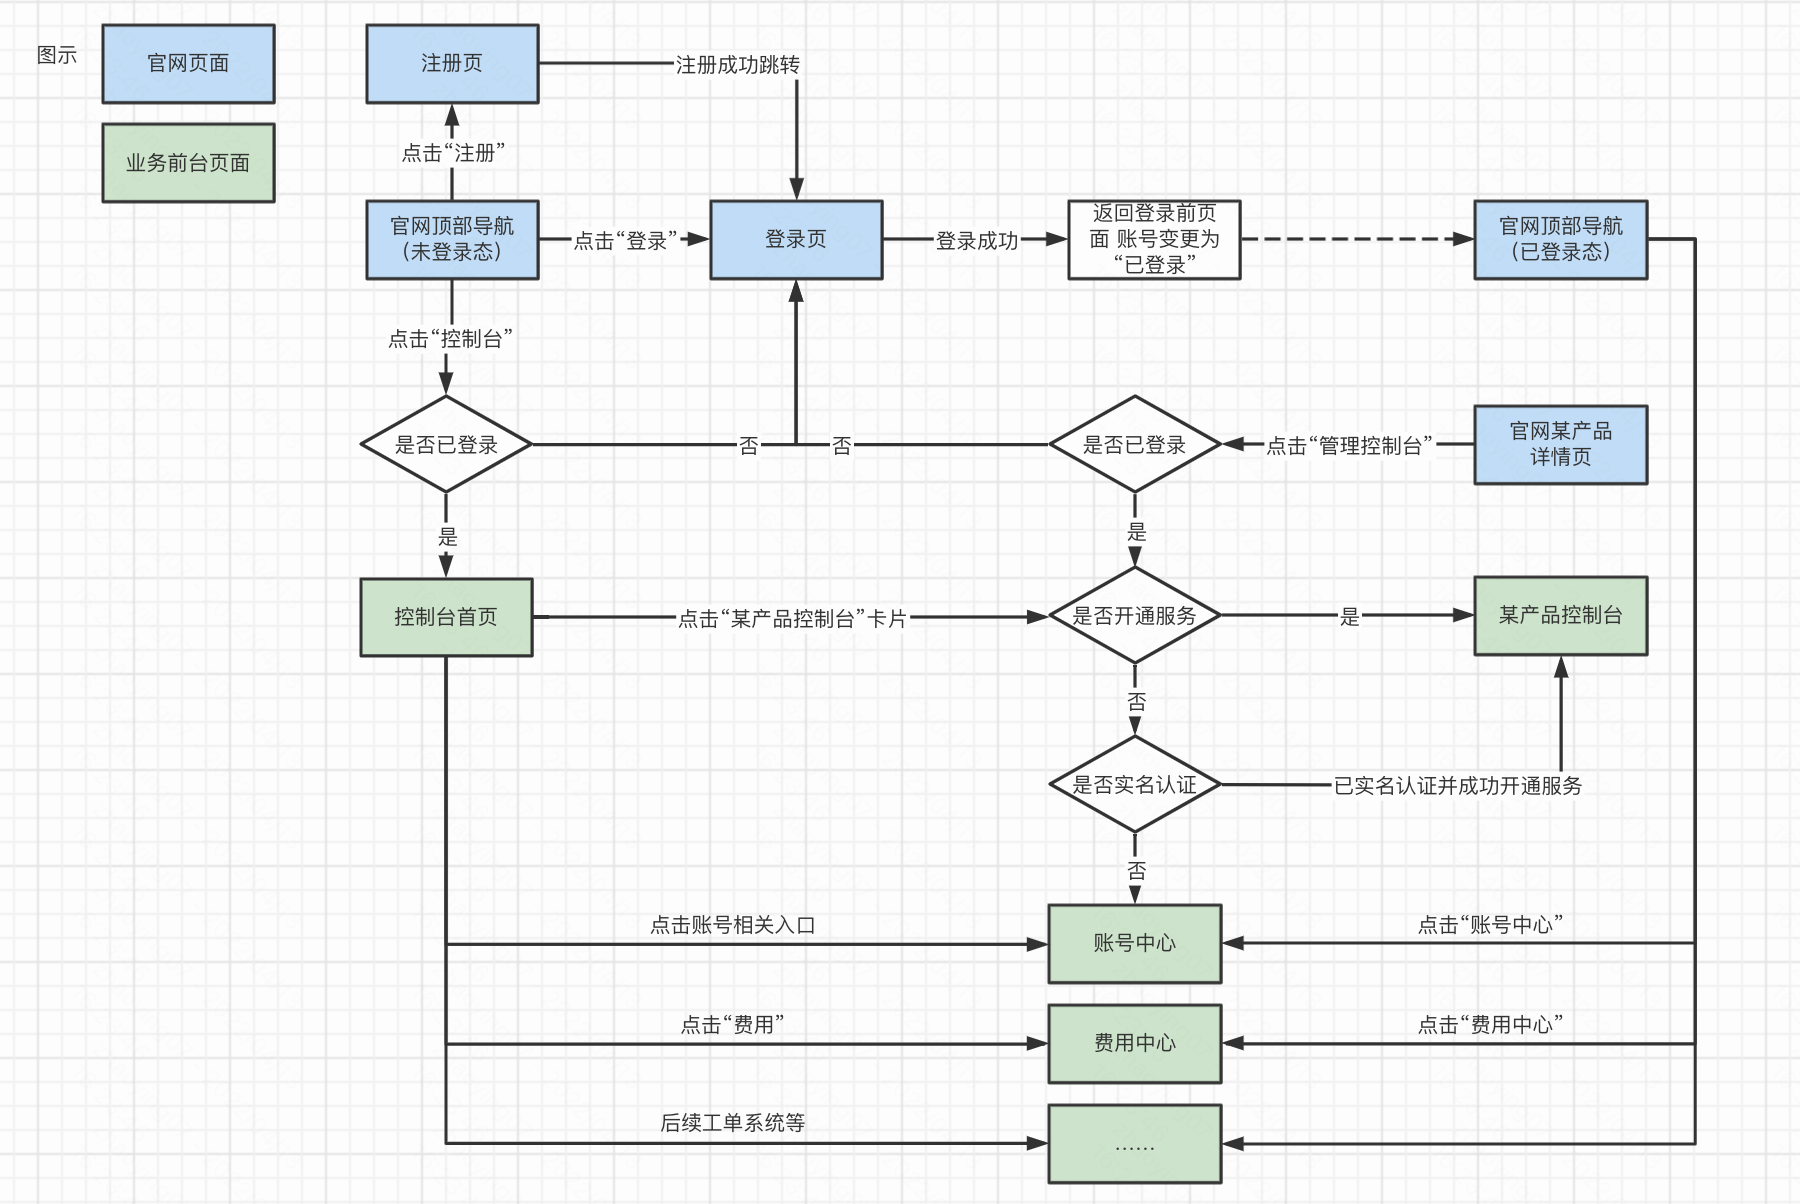 图示
官网页面
业务前台页面
注册页
注册成功跳转
点击“注册”
官网顶部导航
（未登录态）
点击“登录”
登录页
登录成功
返回登录前页
面 账号变更为
“已登录”
官网顶部导航
（已登录态）
点击“控制台”
是否已登录
否
否
是否已登录
点击“管理控制台”
官网某产品
详情页
是
是
控制台首页
点击“某产品控制台”卡片
是否开通服务
是
某产品控制台
否
是否实名认证
已实名认证并成功开通服务
否
点击账号相关入口
账号中心
点击“账号中心”
点击“费用”
费用中心
点击“费用中心”
后续工单系统等
……